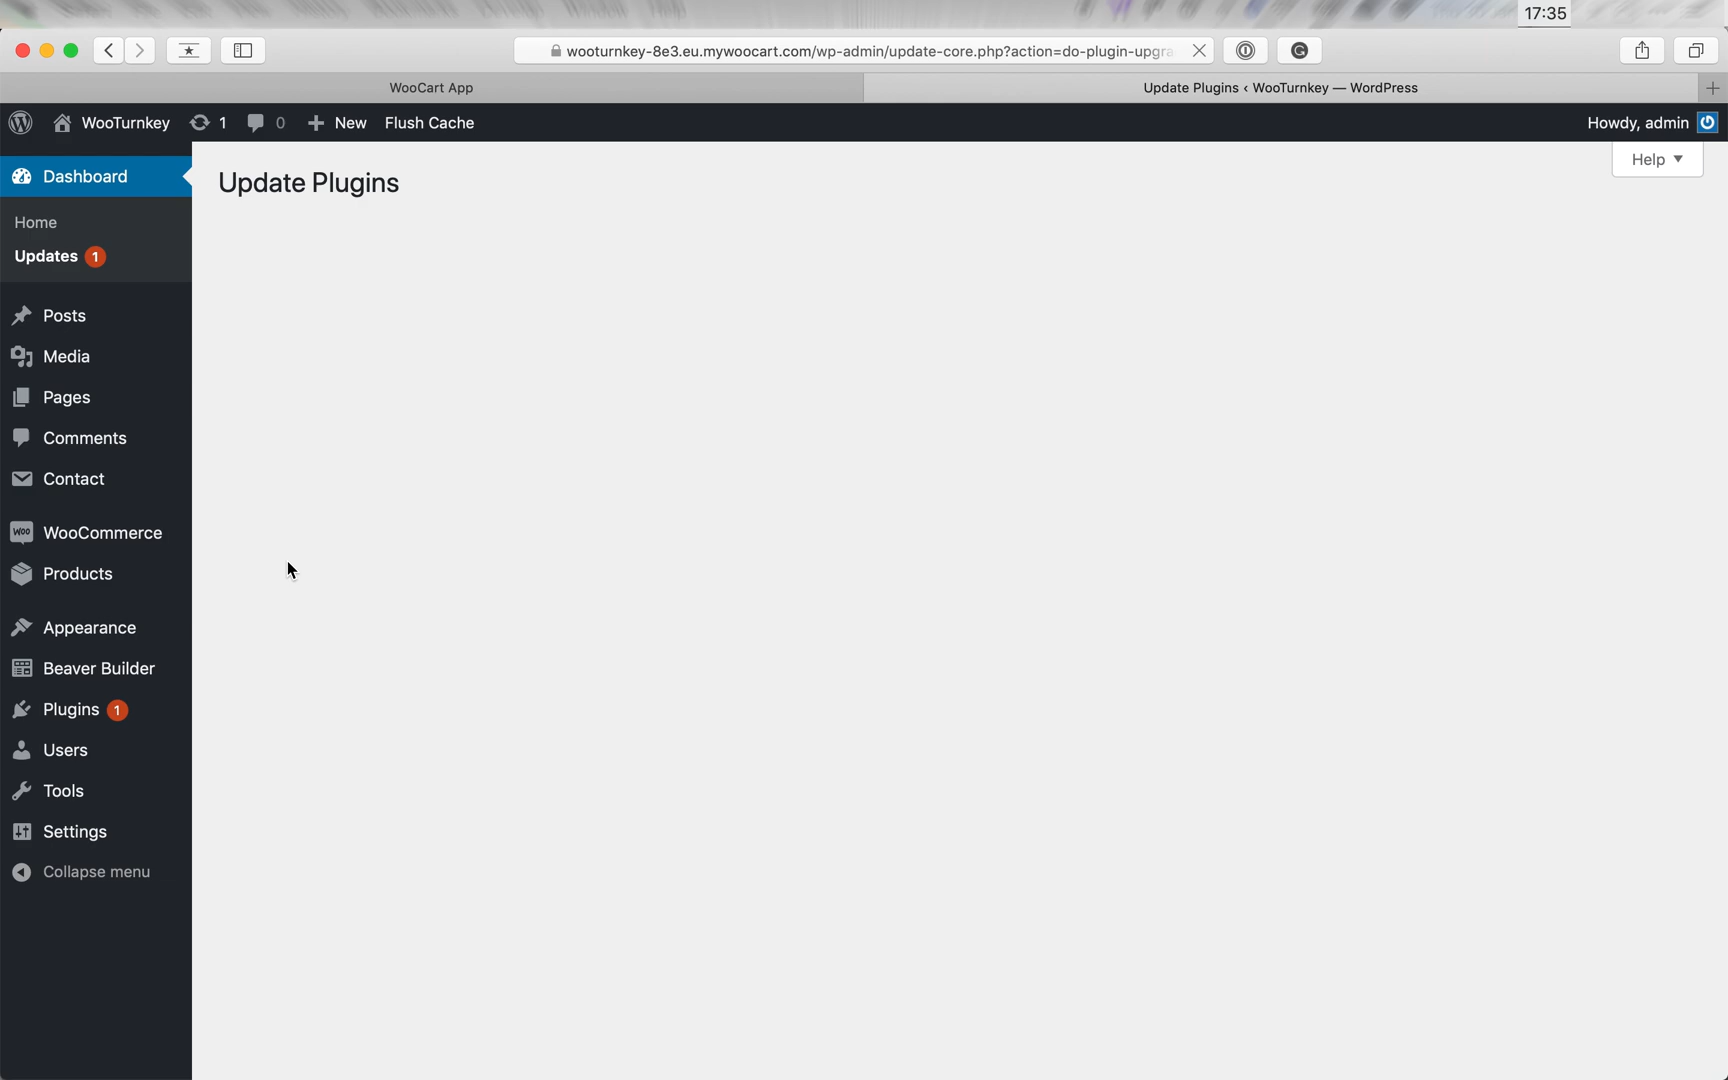 17:35
wooturnkey-8e3.eu.mywoocart.com/wp-admin/update-core.php?action=do-plugin-upgra
WooCart App
Update Plugins ‹ WooTurnkey — WordPress
WooTurnkey 1 0 New Flush Cache
Howdy, admin
Dashboard
Home
Updates 1
Posts
Media
Pages
Comments
Contact
WooCommerce
Products
Appearance
Beaver Builder
Plugins 1
Users
Tools
Settings
Collapse menu
Update Plugins
Help